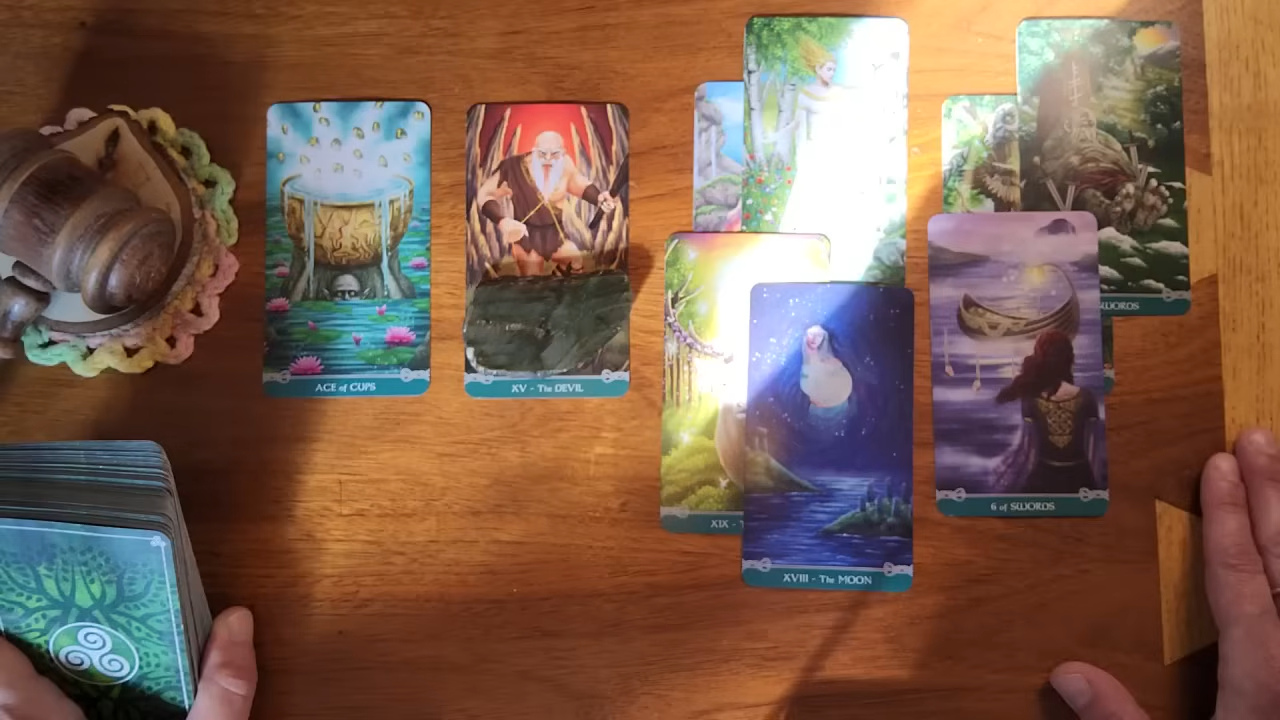 ACE of CUPS
XV - The DEVIL
SWORDS
6 of SWORDS
XIX -
XVIII - The MOON